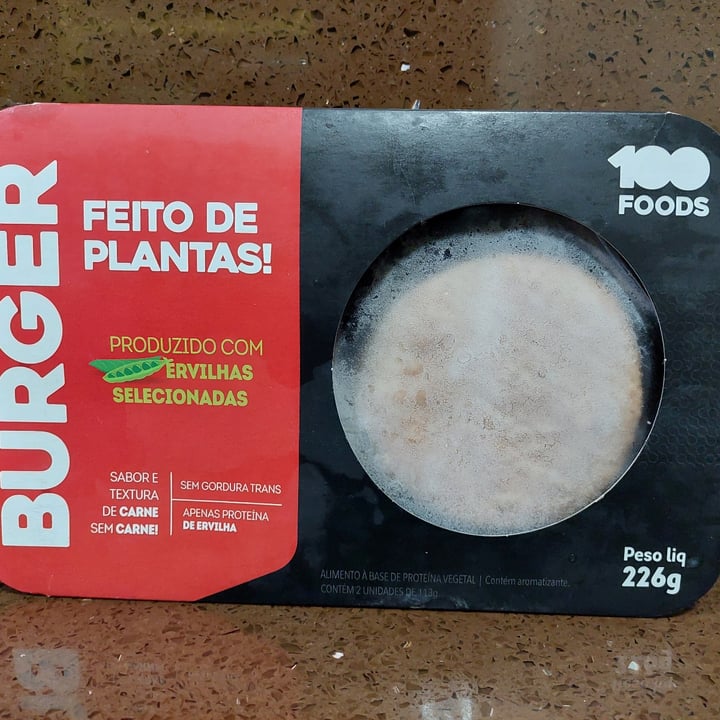 BURGER
FEITO DE
PLANTAS!
PRODUZIDO COM
ERVILHAS
SELECIONADAS
SABOR E
TEXTURA
DE CARNE
SEM CARNE!
SEM GORDURA TRANS
APENAS PROTEÍNA
DE ERVILHA
100
FOODS
ALIMENTO À BASE DE PROTEÍNA VEGETAL | Contém aromatizante.
CONTÉM 2 UNIDADES DE 113g
Peso liq
226g